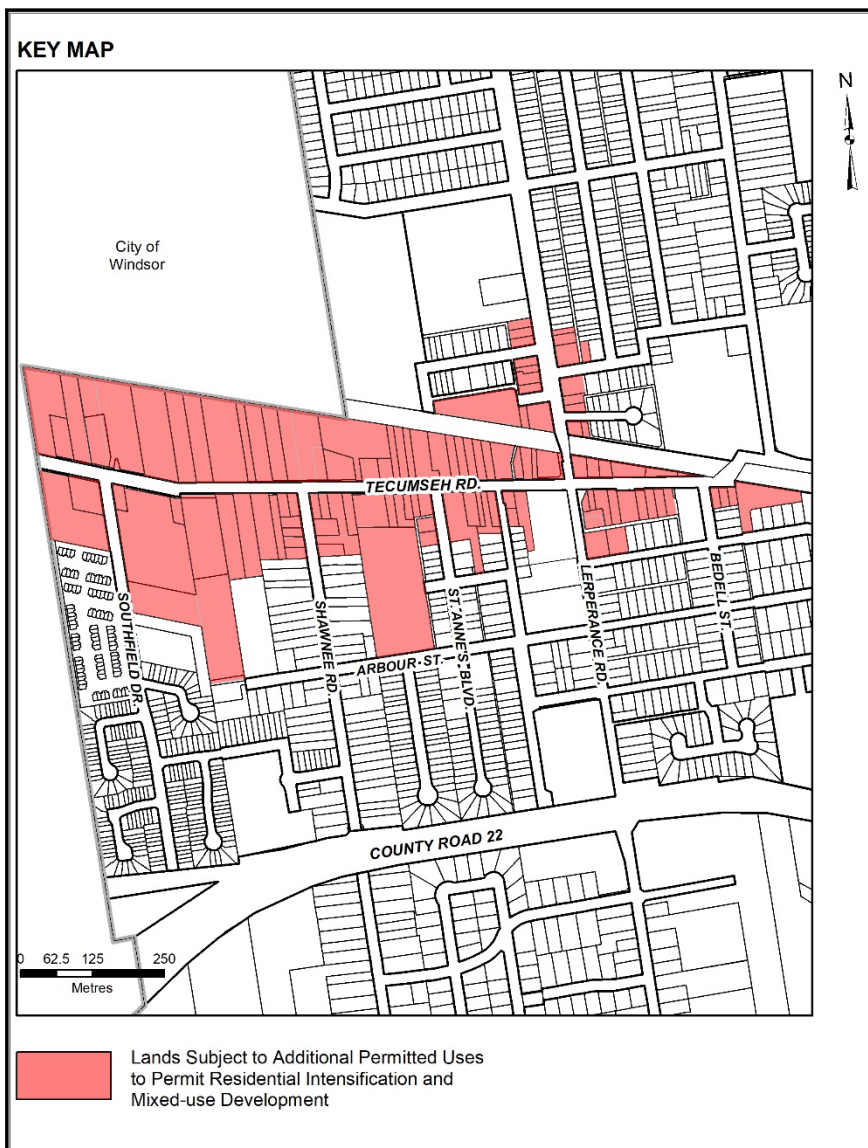 KEY MAP
N
City of
Windsor
TECUMSEH RD.
SOUTHFIELD DR.
SHAWNEE RD.
ST. ANNE'S BLVD.
LERPERANCE RD.
BEDELL ST.
ARBOUR ST.
COUNTY ROAD 22
0 62.5 125 250
Metres
Lands Subject to Additional Permitted Uses
to Permit Residential Intensification and
Mixed-use Development